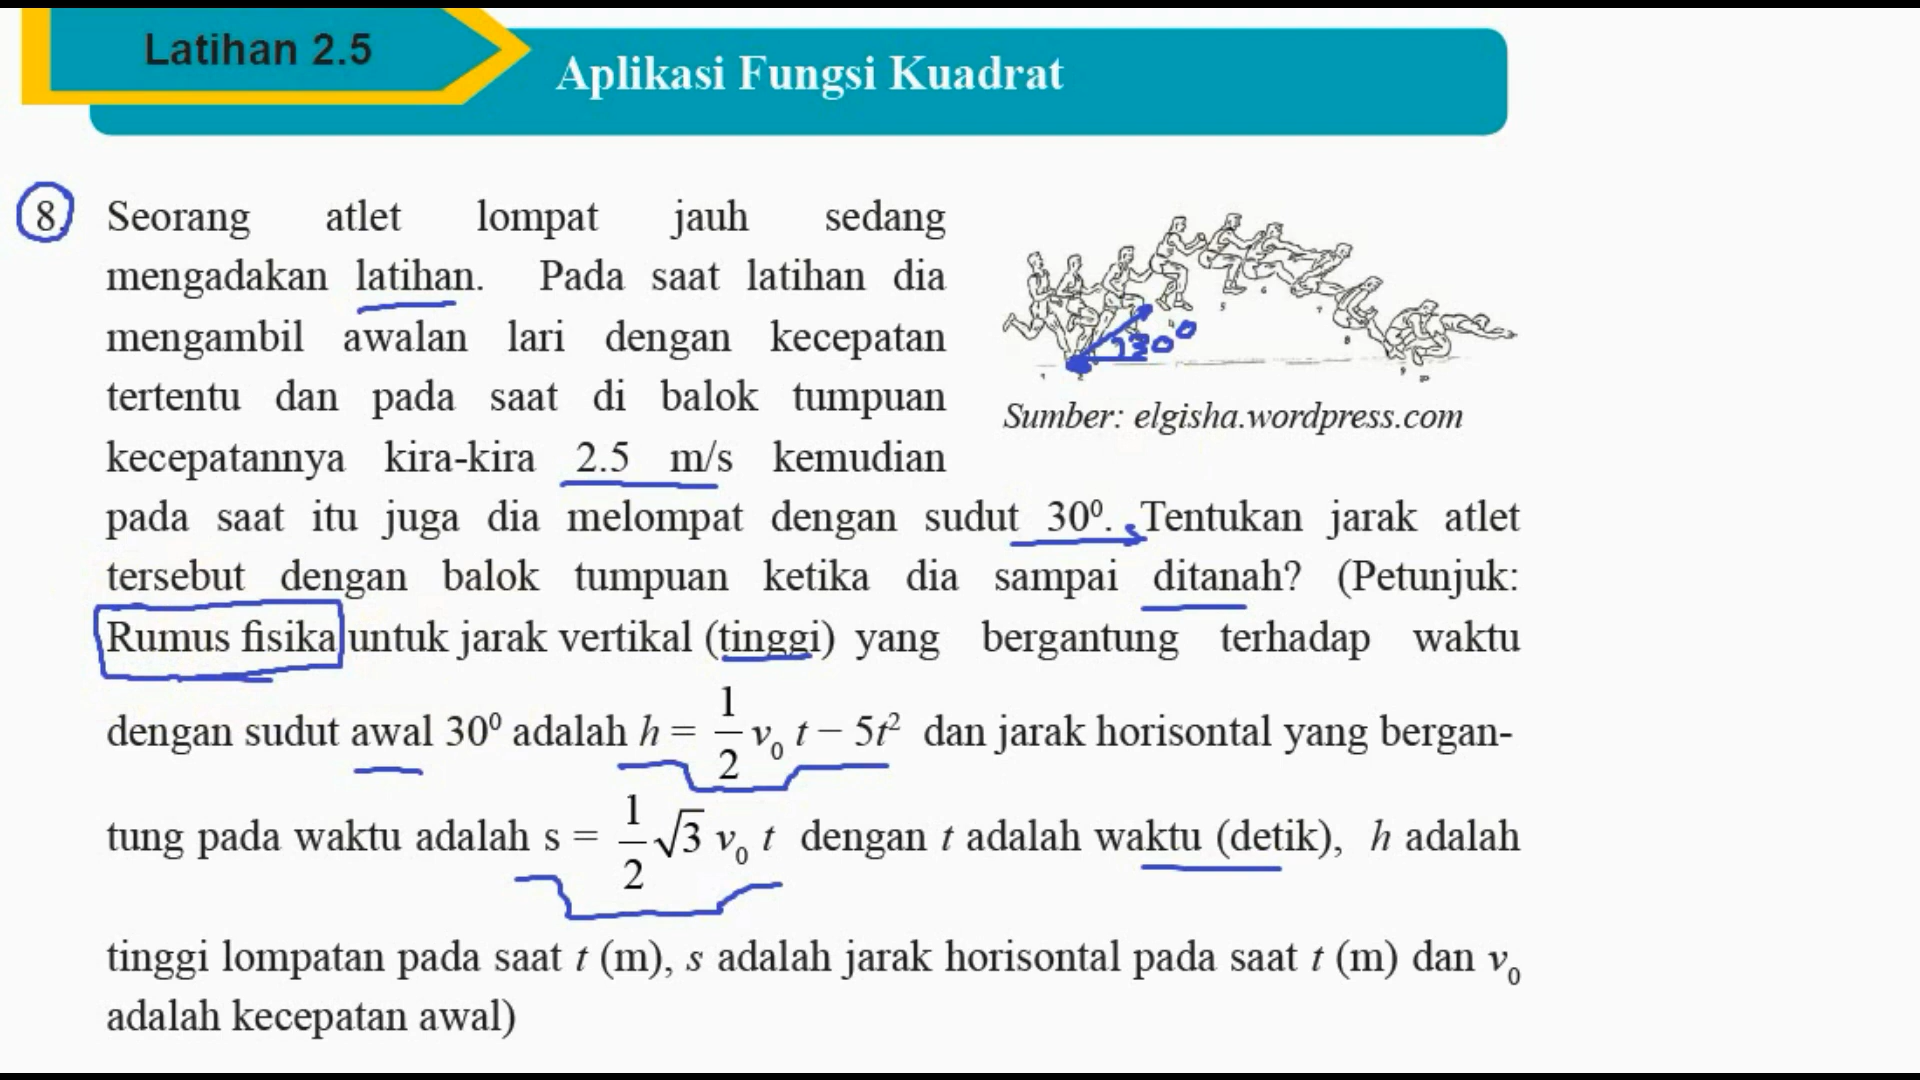 Latihan 2.5
Aplikasi Fungsi Kuadrat
8. Seorang atlet lompat jauh sedang
mengadakan latihan. Pada saat latihan dia
mengambil awalan lari dengan kecepatan
tertentu dan pada saat di balok tumpuan
kecepatannya kira-kira 2.5 m/s kemudian
30⁰
Sumber: elgisha.wordpress.com
pada saat itu juga dia melompat dengan sudut 30⁰. Tentukan jarak atlet
tersebut dengan balok tumpuan ketika dia sampai ditanah? (Petunjuk:
Rumus fisika untuk jarak vertikal (tinggi) yang bergantung terhadap waktu
dengan sudut awal 30⁰ adalah h = 1/2 v₀ t − 5t² dan jarak horisontal yang bergan-
tung pada waktu adalah s = 1/2 √3 v₀ t dengan t adalah waktu (detik), h adalah
tinggi lompatan pada saat t (m), s adalah jarak horisontal pada saat t (m) dan v₀
adalah kecepatan awal)